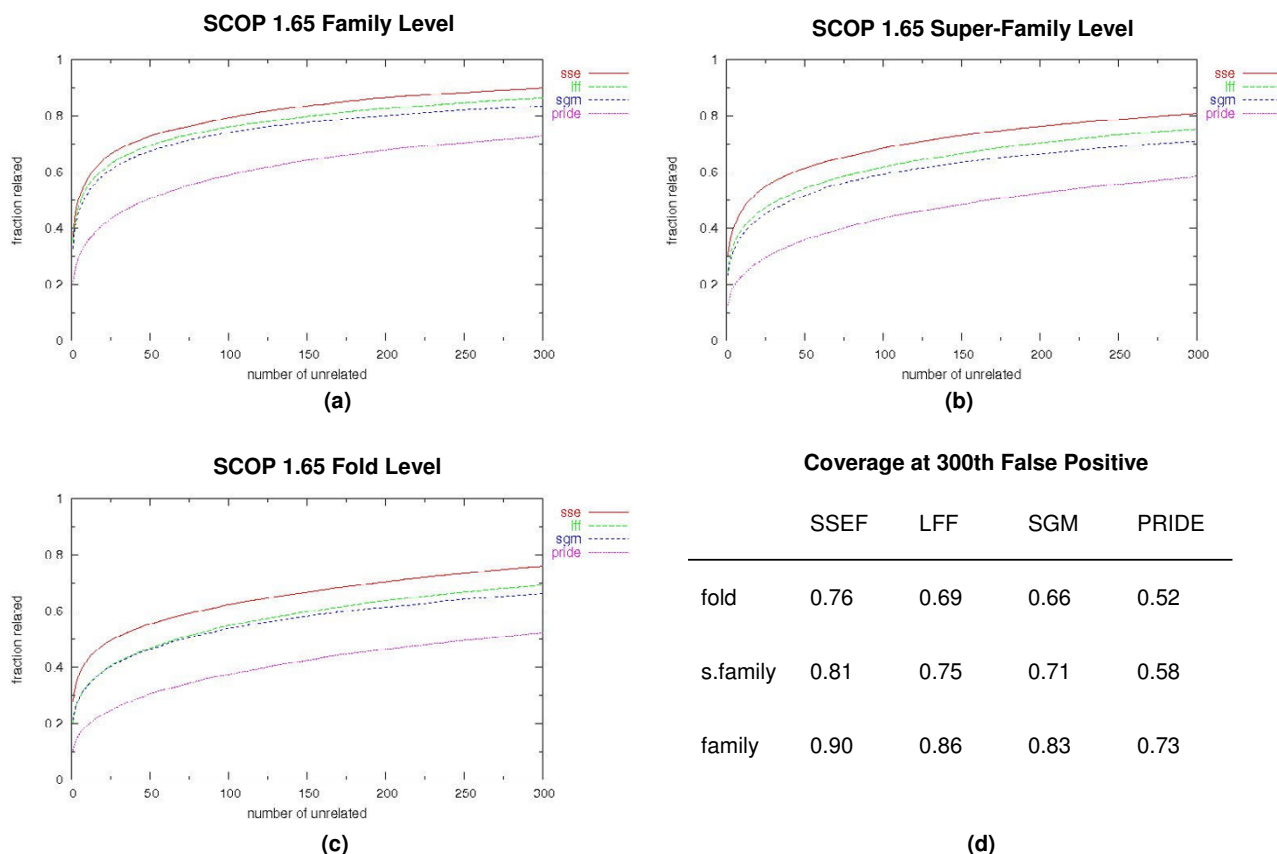 SCOP 1.65 Family Level
1
0.8
0.6
0.4
0.2
0
fraction related
0 50 100 150 200 250 300
number of unrelated
sse
lff
sgm
pride
(a)
SCOP 1.65 Super-Family Level
1
0.8
0.6
0.4
0.2
0
fraction related
0 50 100 150 200 250 300
number of unrelated
sse
lff
sgm
pride
(b)
SCOP 1.65 Fold Level
1
0.8
0.6
0.4
0.2
0
fraction related
0 50 100 150 200 250 300
number of unrelated
sse
lff
sgm
pride
(c)
Coverage at 300th False Positive
SSEF LFF SGM PRIDE
fold 0.76 0.69 0.66 0.52
s.family 0.81 0.75 0.71 0.58
family 0.90 0.86 0.83 0.73
(d)